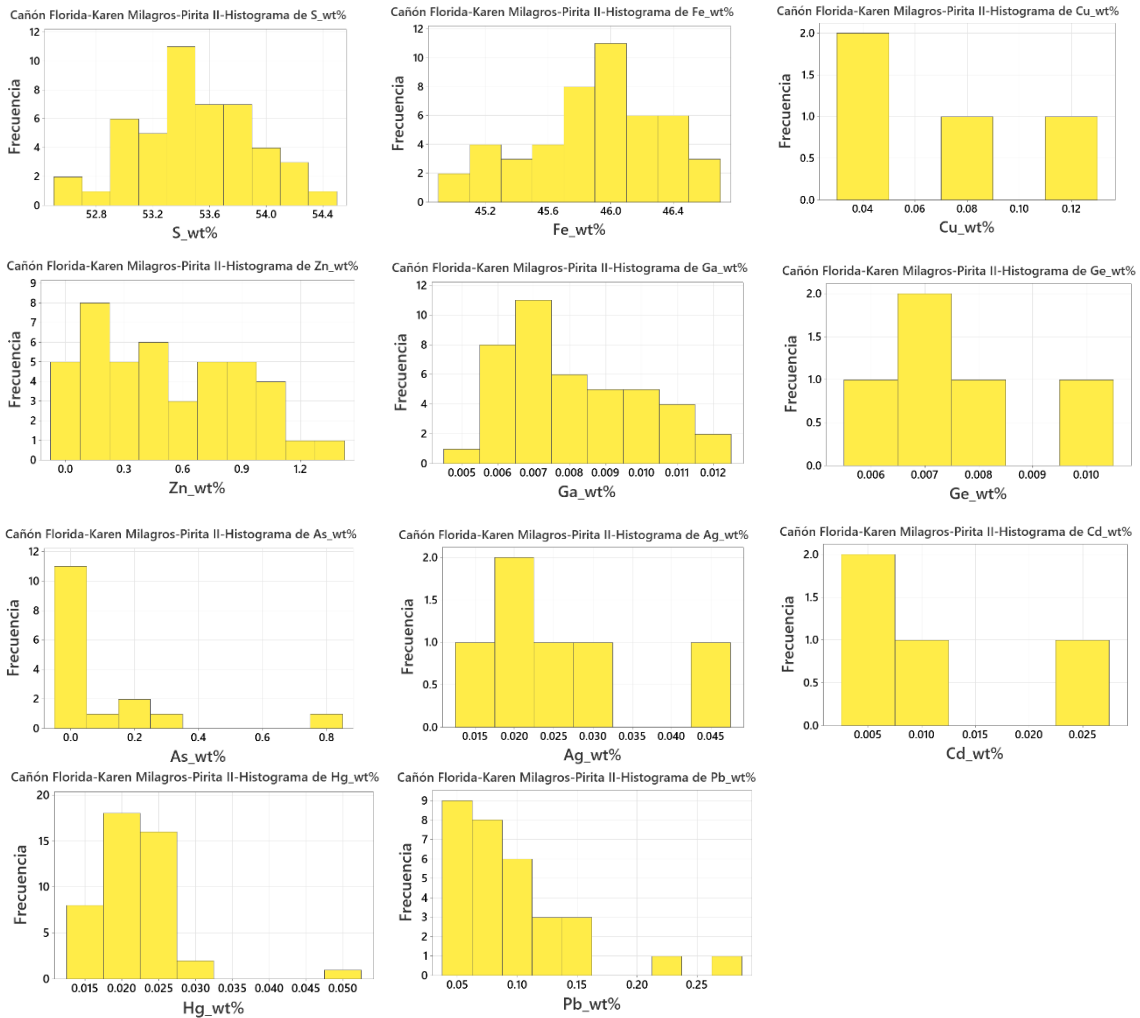 Cañón Florida-Karen Milagros-Pirita II-Histograma de S_wt%
12
10
8
6
4
2
0
Frecuencia
52.8 53.2 53.6 54.0 54.4
S_wt%
Cañón Florida-Karen Milagros-Pirita II-Histograma de Fe_wt%
12
10
8
6
4
2
0
Frecuencia
45.2 45.6 46.0 46.4
Fe_wt%
Cañón Florida-Karen Milagros-Pirita II-Histograma de Cu_wt%
2.0
1.5
1.0
0.5
0.0
Frecuencia
0.04 0.06 0.08 0.10 0.12
Cu_wt%
Cañón Florida-Karen Milagros-Pirita II-Histograma de Zn_wt%
9
8
7
6
5
4
3
2
1
0
Frecuencia
0.0 0.3 0.6 0.9 1.2
Zn_wt%
Cañón Florida-Karen Milagros-Pirita II-Histograma de Ga_wt%
12
10
8
6
4
2
0
Frecuencia
0.005 0.006 0.007 0.008 0.009 0.010 0.011 0.012
Ga_wt%
Cañón Florida-Karen Milagros-Pirita II-Histograma de Ge_wt%
2.0
1.5
1.0
0.5
0.0
Frecuencia
0.006 0.007 0.008 0.009 0.010
Ge_wt%
Cañón Florida-Karen Milagros-Pirita II-Histograma de As_wt%
12
10
8
6
4
2
0
Frecuencia
0.0 0.2 0.4 0.6 0.8
As_wt%
Cañón Florida-Karen Milagros-Pirita II-Histograma de Ag_wt%
2.0
1.5
1.0
0.5
0.0
Frecuencia
0.015 0.020 0.025 0.030 0.035 0.040 0.045
Ag_wt%
Cañón Florida-Karen Milagros-Pirita II-Histograma de Cd_wt%
2.0
1.5
1.0
0.5
0.0
Frecuencia
0.005 0.010 0.015 0.020 0.025
Cd_wt%
Cañón Florida-Karen Milagros-Pirita II-Histograma de Hg_wt%
20
15
10
5
0
Frecuencia
0.015 0.020 0.025 0.030 0.035 0.040 0.045 0.050
Hg_wt%
Cañón Florida-Karen Milagros-Pirita II-Histograma de Pb_wt%
9
8
7
6
5
4
3
2
1
0
Frecuencia
0.05 0.10 0.15 0.20 0.25
Pb_wt%